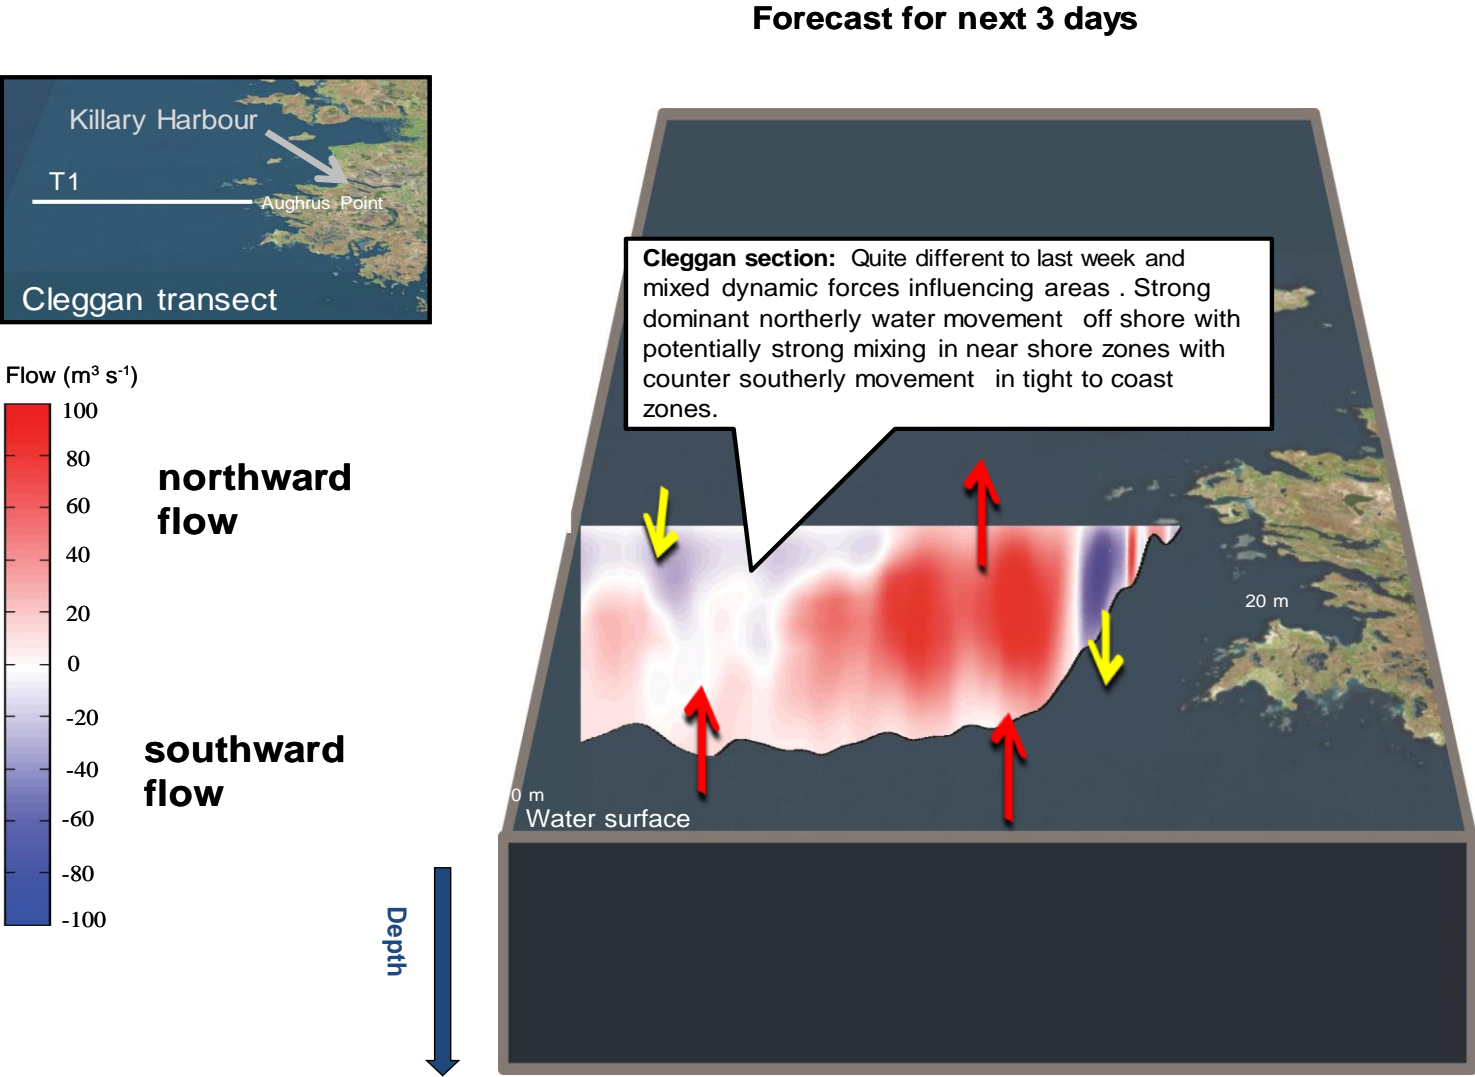 Forecast for next 3 days
Killary Harbour
T1
Aughrus Point
Cleggan transect
Flow (m³ s⁻¹)
100
80
60
40
20
0
-20
-40
-60
-80
-100
northward
flow
southward
flow
Depth
Cleggan section: Quite different to last week and
mixed dynamic forces influencing areas . Strong
dominant northerly water movement off shore with
potentially strong mixing in near shore zones with
counter southerly movement in tight to coast
zones.
20 m
0 m
Water surface